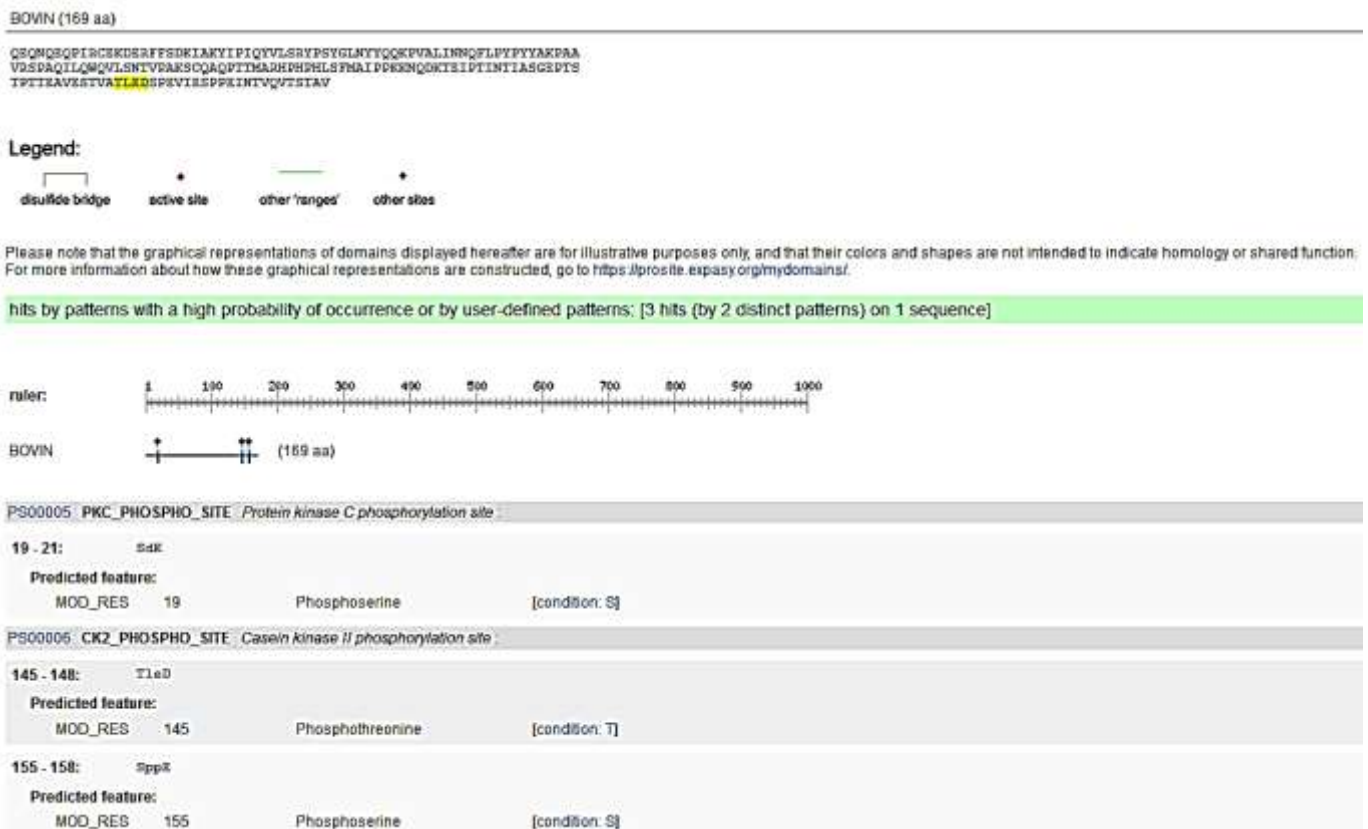 BOVIN (169 aa)
QEQNQEQPIRCEKDERFFSDKIAKYIPIQYVLSRYPSYGLNYYQQKPVALINNQFLPYPYYAKPAA
VRSPAQILQWQVLSNTVPAKSCQAQPTTMARHPHPHLSFMAIPPKKNQDKTEIPTINTIASGEPTS
TPTTEAVESTVATLEDSPEVIESPPEINTVQVTSTAV
Legend:
disulfide bridge active site other 'ranges' other sites
Please note that the graphical representations of domains displayed hereafter are for illustrative purposes only, and that their colors and shapes are not intended to indicate homology or shared function.
For more information about how these graphical representations are constructed, go to https://prosite.expasy.org/mydomains/.
hits by patterns with a high probability of occurrence or by user-defined patterns: [3 hits (by 2 distinct patterns) on 1 sequence]
ruler: 1 100 200 300 400 500 600 700 800 900 1000
BOVIN (169 aa)
PS00005 PKC_PHOSPHO_SITE Protein kinase C phosphorylation site :
19 - 21: SdK
Predicted feature:
MOD_RES 19 Phosphoserine [condition: S]
PS00006 CK2_PHOSPHO_SITE Casein kinase II phosphorylation site :
145 - 148: TleD
Predicted feature:
MOD_RES 145 Phosphothreonine [condition: T]
155 - 158: SppE
Predicted feature:
MOD_RES 155 Phosphoserine [condition: S]